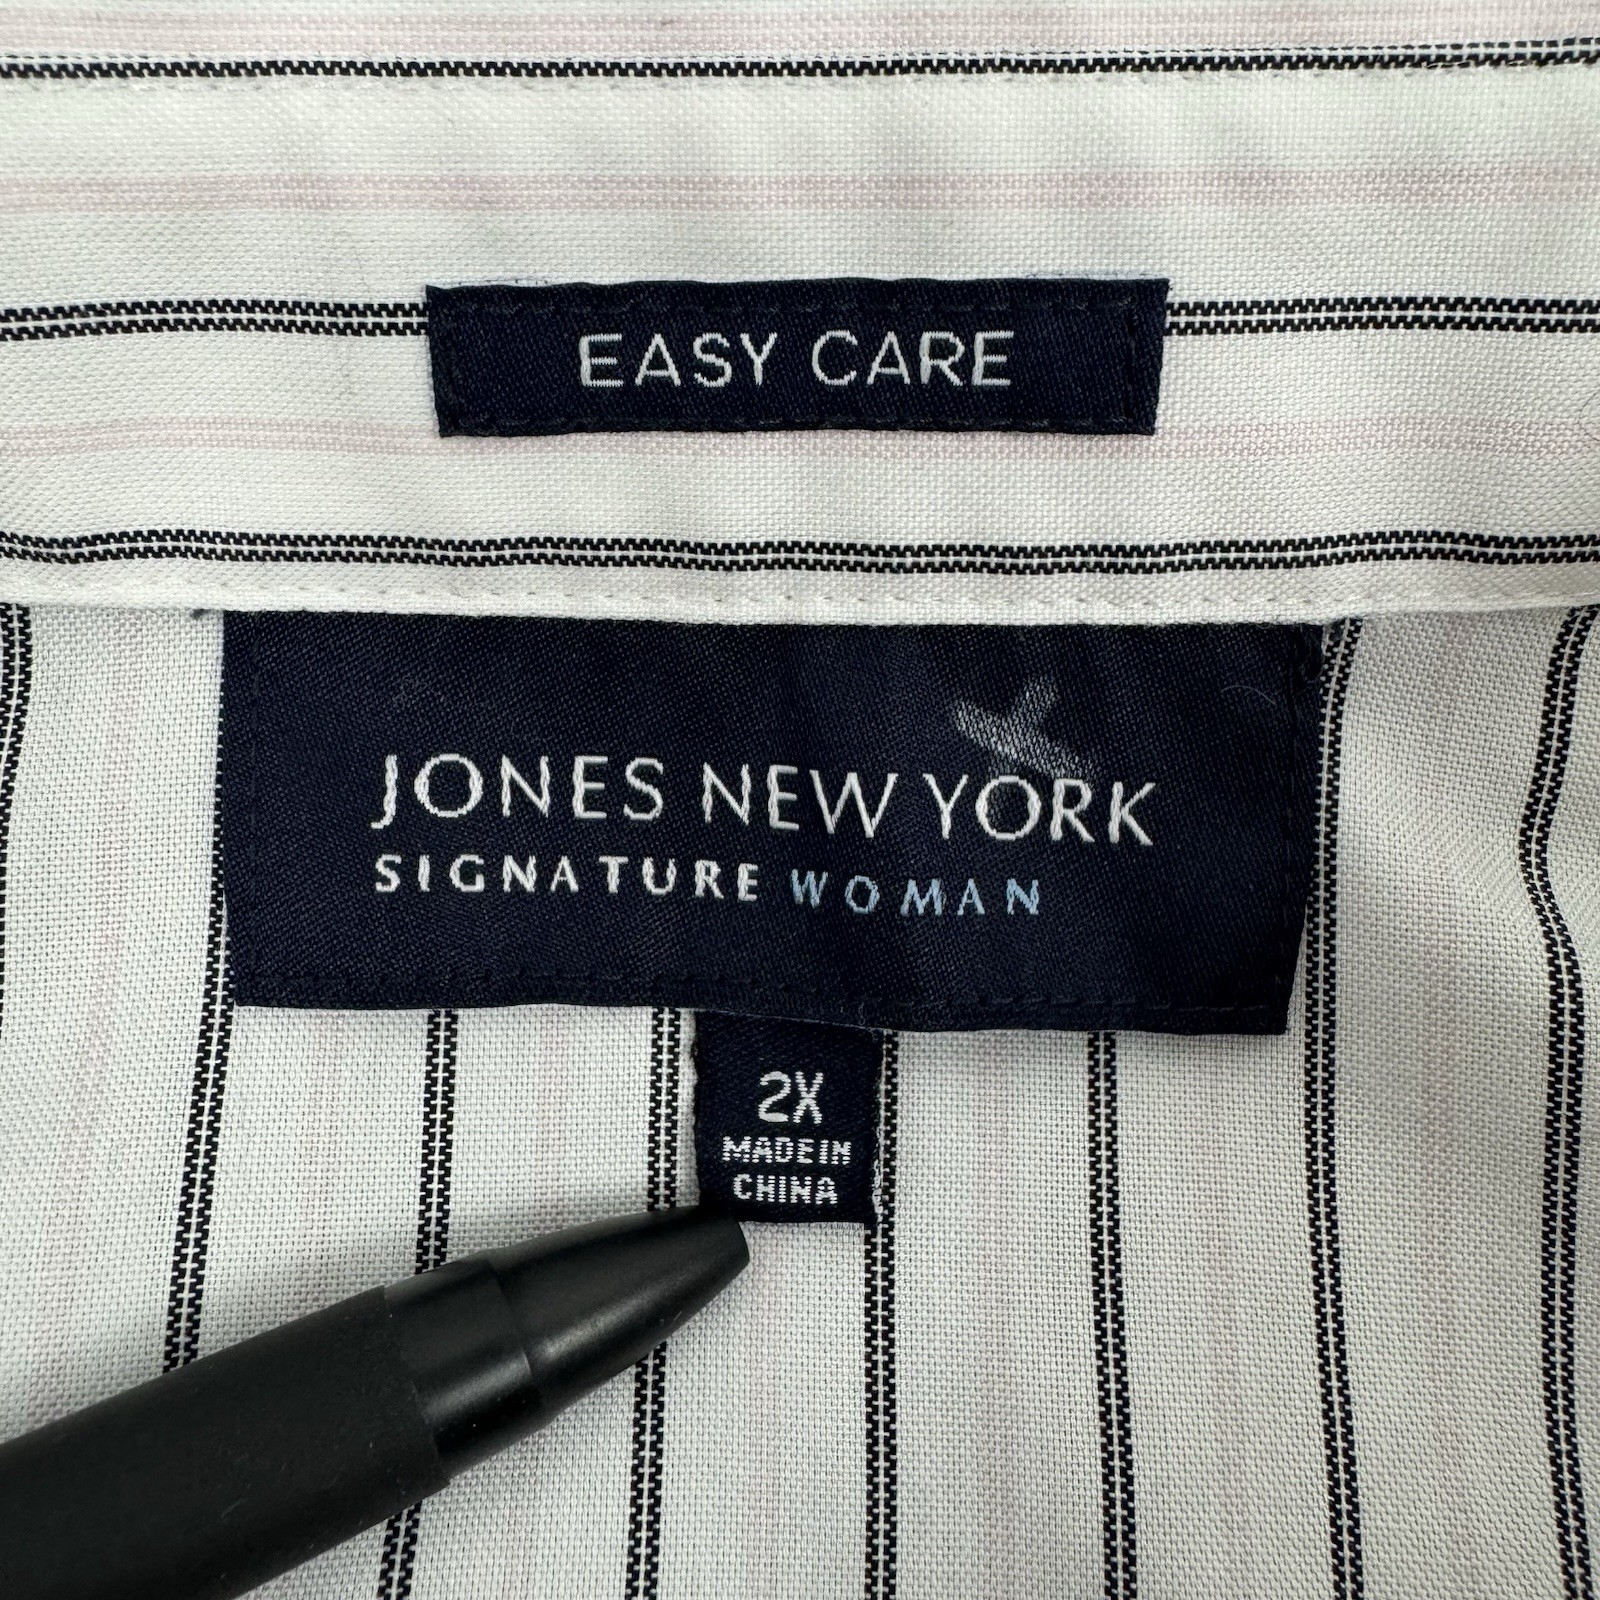 EASY CARE
JONES NEW YORK
SIGNATURE WOMAN
2X
MADE IN
CHINA